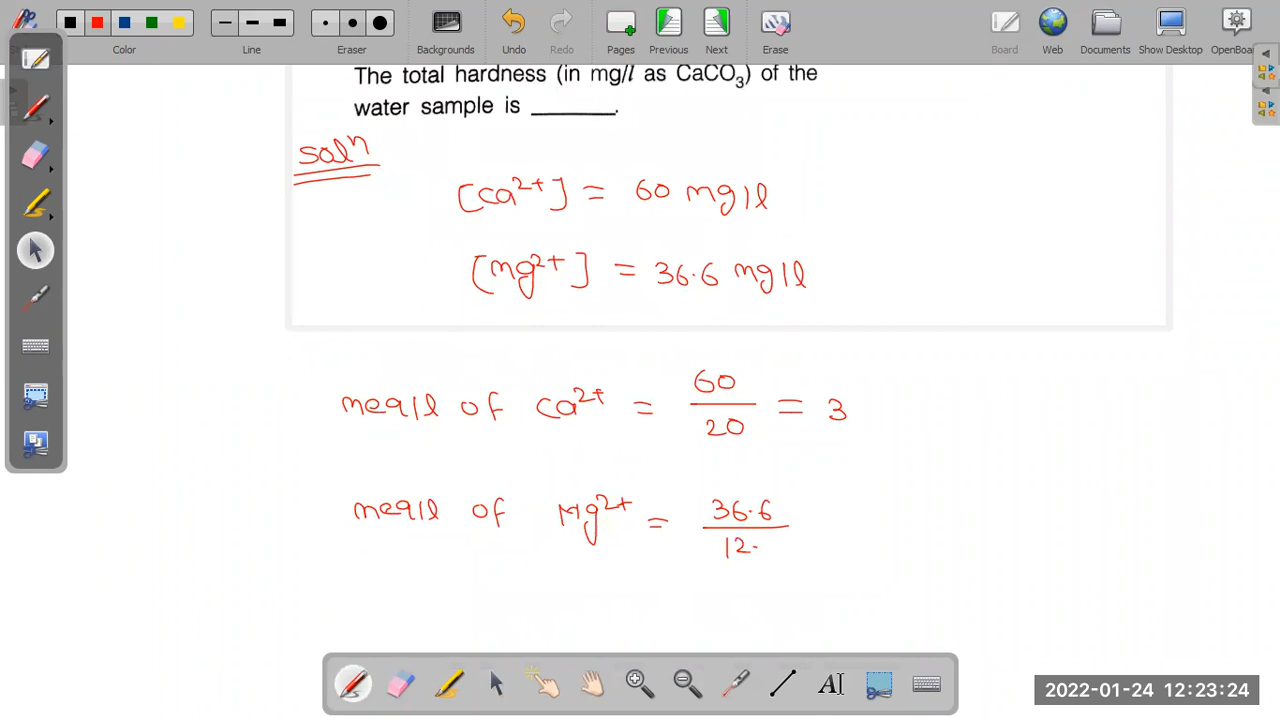 Color Line Eraser Backgrounds Undo Redo Pages Previous Next Erase Board Web Documents Show Desktop OpenBoard
The total hardness (in mg/l as CaCO₃) of the
water sample is ______.
Solⁿ
[Ca²⁺] = 60 mg/l
[Mg²⁺] = 36.6 mg/l
meq/l of Ca²⁺ = 60/20 = 3
meq/l of Mg²⁺ = 36.6/12.
2022-01-24 12:23:24